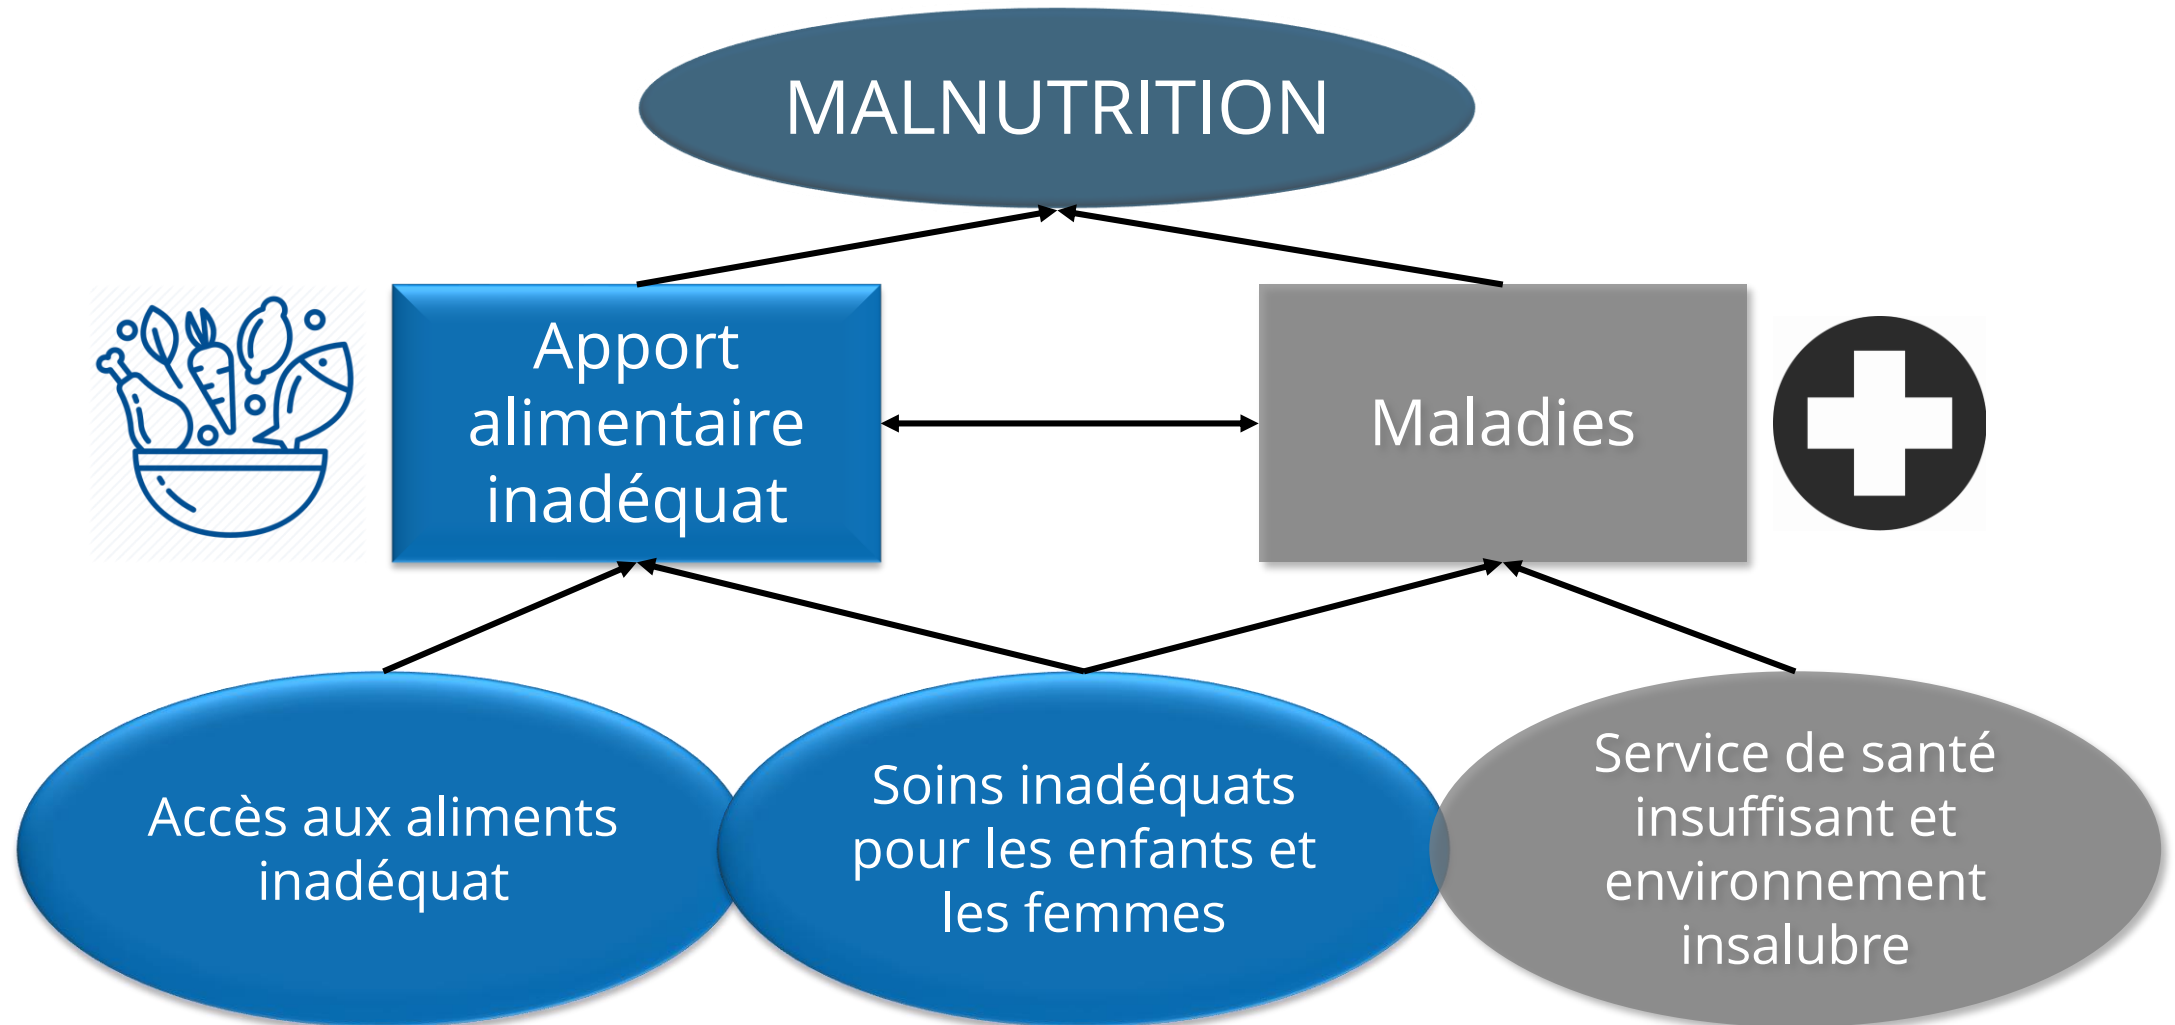 MALNUTRITION
Apport
alimentaire
inadéquat
Maladies
Accès aux aliments
inadéquat
Soins inadéquats
pour les enfants et
les femmes
Service de santé
insuffisant et
environnement
insalubre